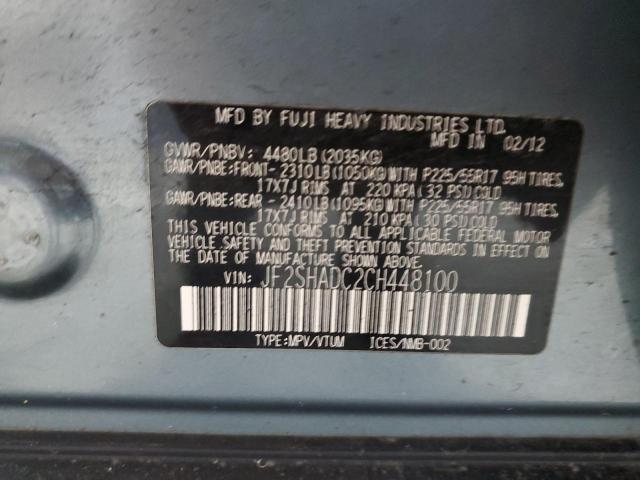 MFD BY FUJI HEAVY INDUSTRIES LTD.
MFD IN 02/12
GVWR/PNBV: 4480LB(2035KG)
GAWR/PNBE:FRONT- 2310LB(1050KG)WITH P225/55R17 95H TIRES,
17X7J RIMS AT 220 KPA(32 PSI)COLD
GAWR/PNBE:REAR -2410LB(1095KG)WITH P225/55R17 95H TIRES,
17X7J RIMS AT 210 KPA(30 PSI)COLD
THIS VEHICLE CONFORMS TO ALL APPLICABLE FEDERAL MOTOR
VEHICLE SAFETY AND THEFT PREVENTION STANDARDS IN EFFECT ON
THE DATE OF MANUFACTURE SHOWN ABOVE.
VIN: JF2SHADC2CH448100
TYPE:MPV/VTUM ICES/NMB-002